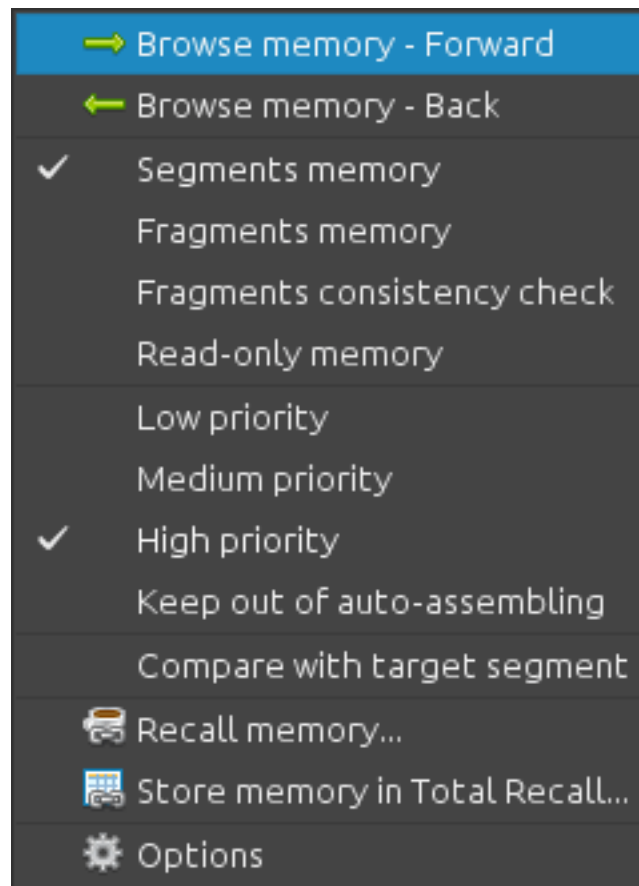 Browse memory - Forward
Browse memory - Back
Segments memory
Fragments memory
Fragments consistency check
Read-only memory
Low priority
Medium priority
High priority
Keep out of auto-assembling
Compare with target segment
Recall memory...
Store memory in Total Recall...
Options